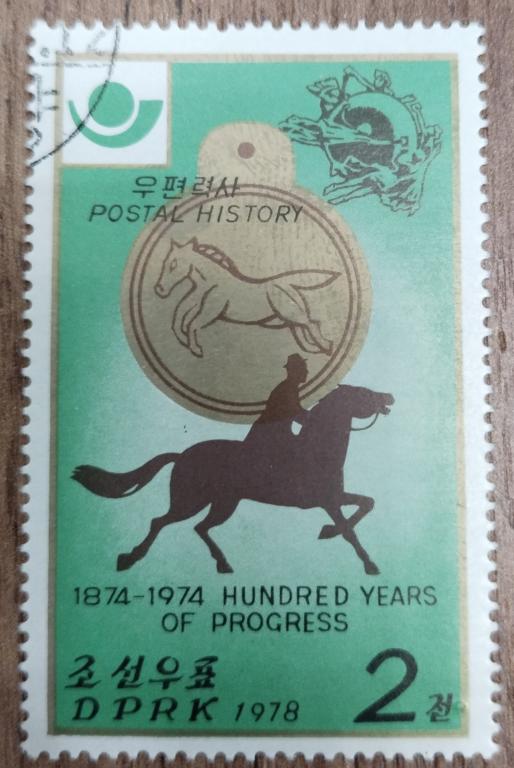 우편력사
POSTAL HISTORY
1874-1974 HUNDRED YEARS
OF PROGRESS
조선우표
DPRK 1978
2전